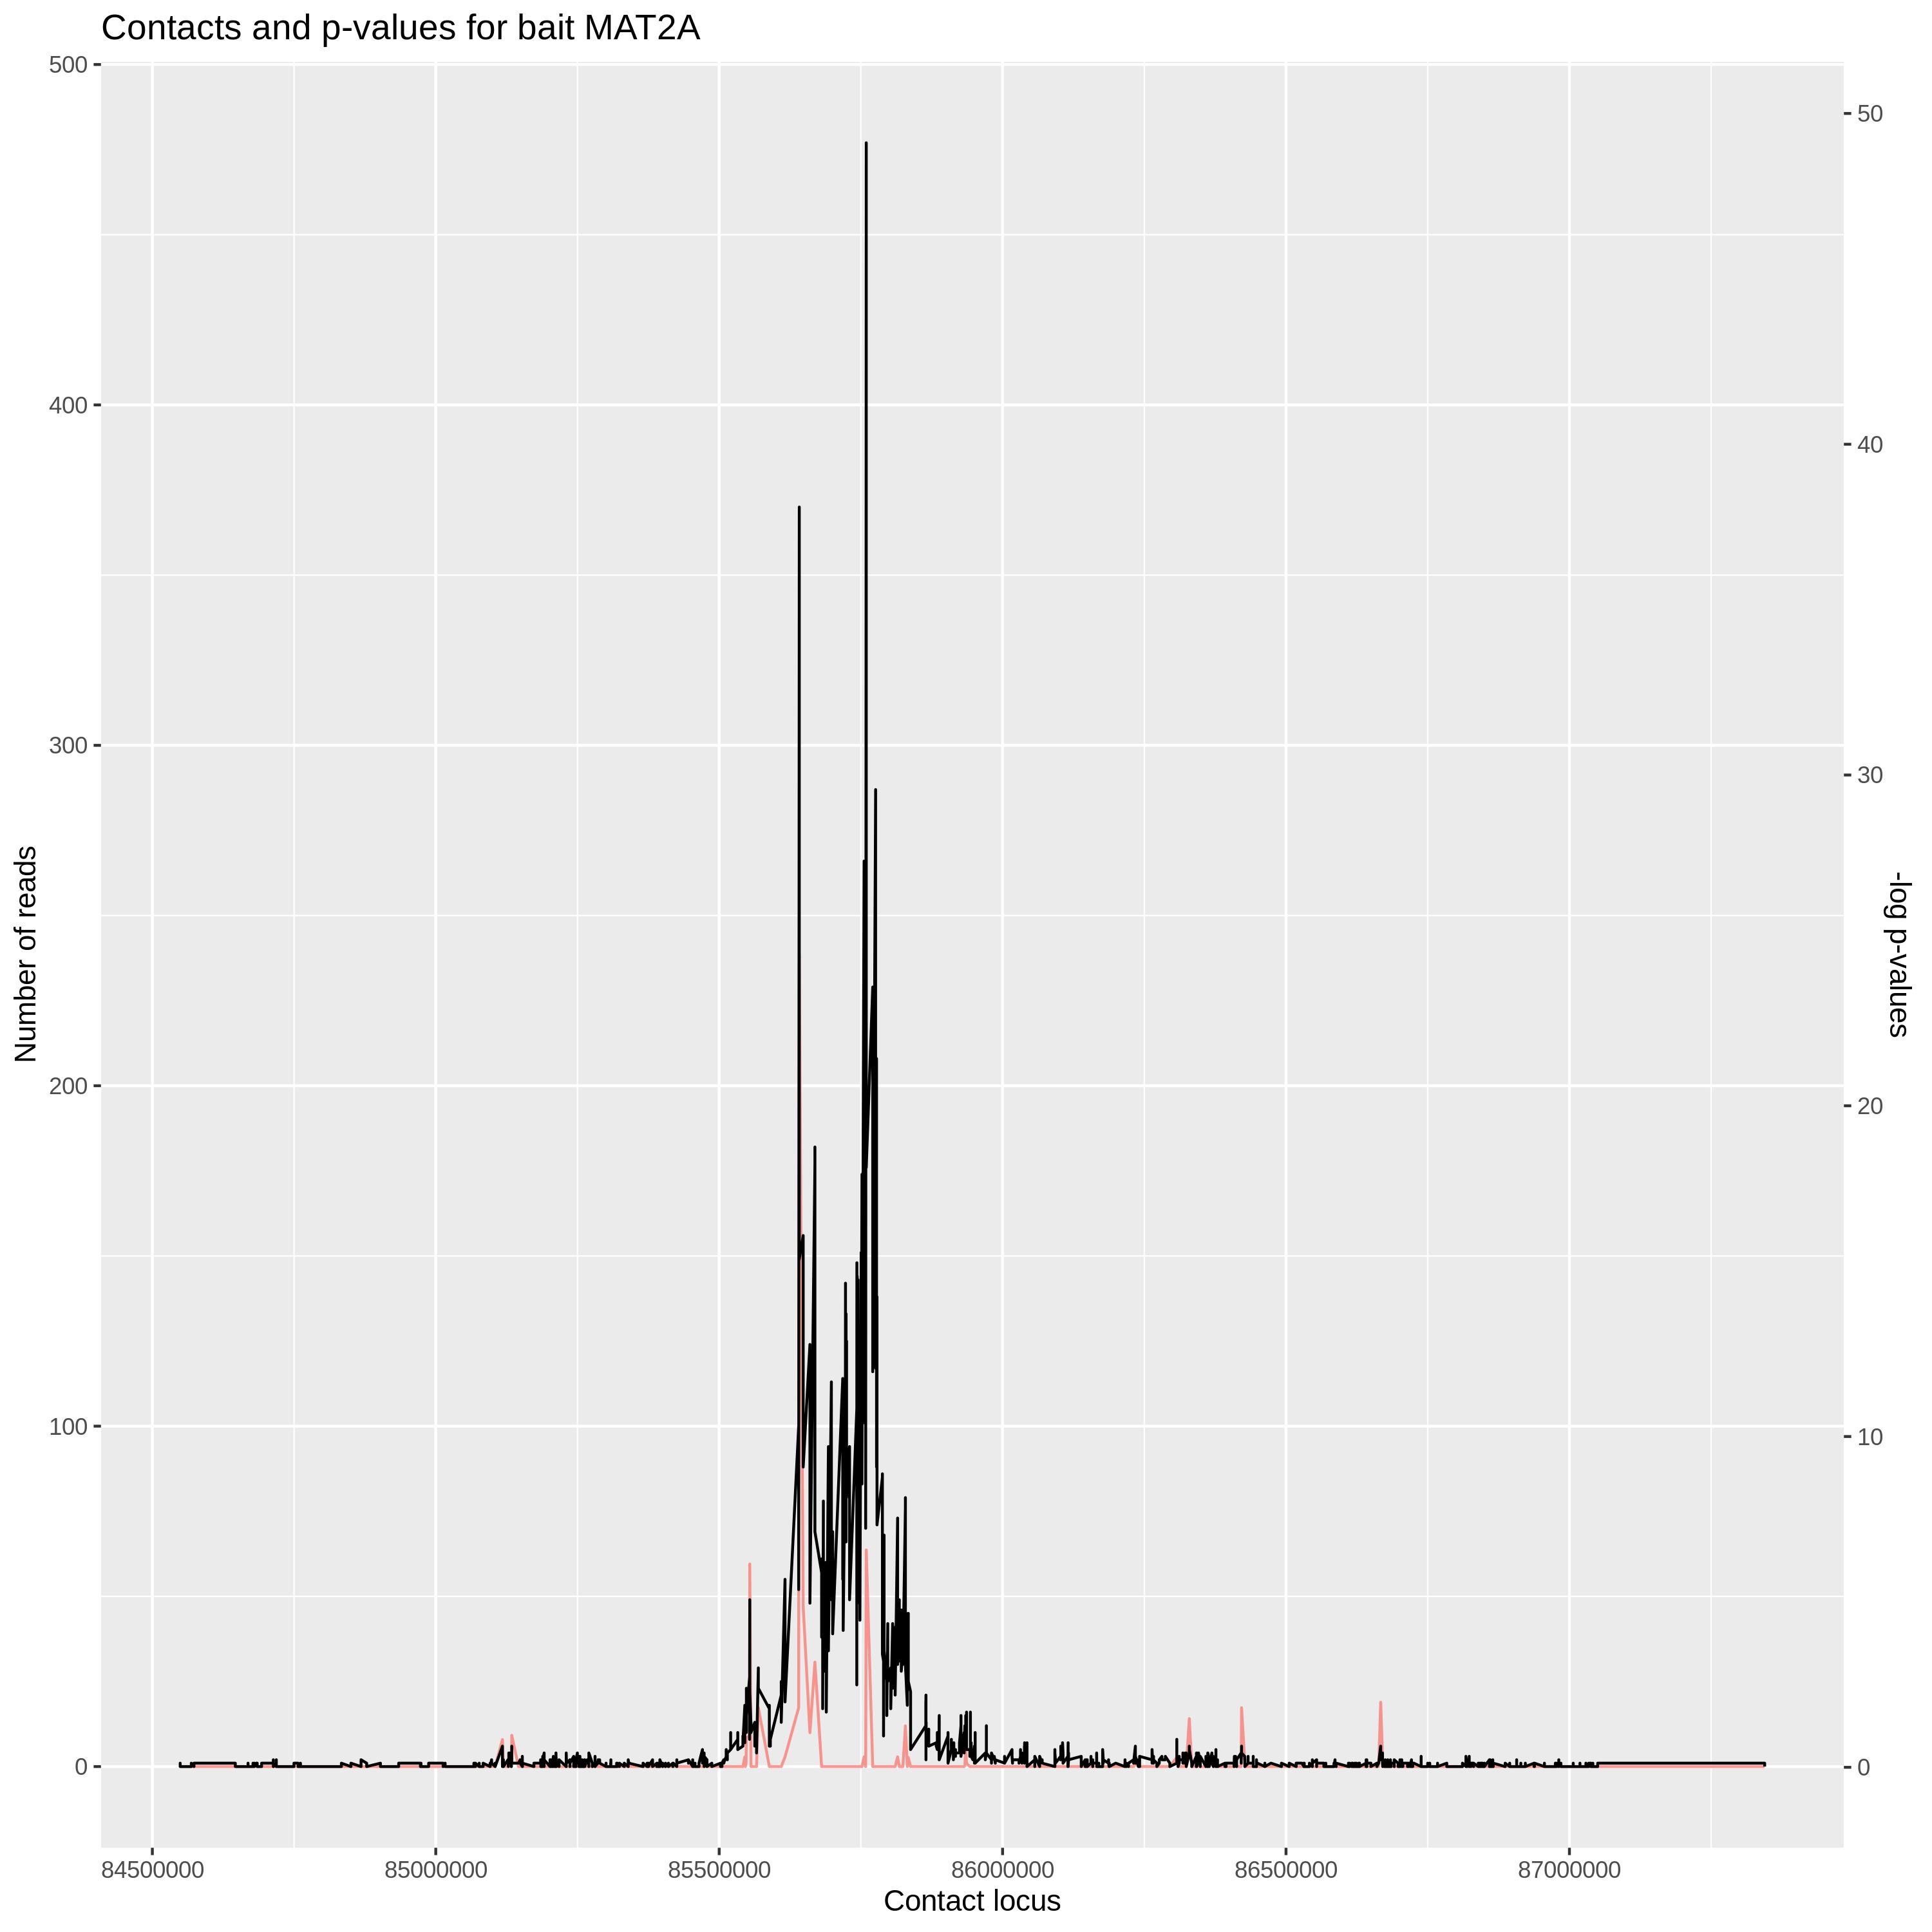 Contacts and p-values for bait MAT2A
500
400
300
200
100
0
Number of reads
50
40
30
20
10
0
-log p-values
84500000 85000000 85500000 86000000 86500000 87000000
Contact locus